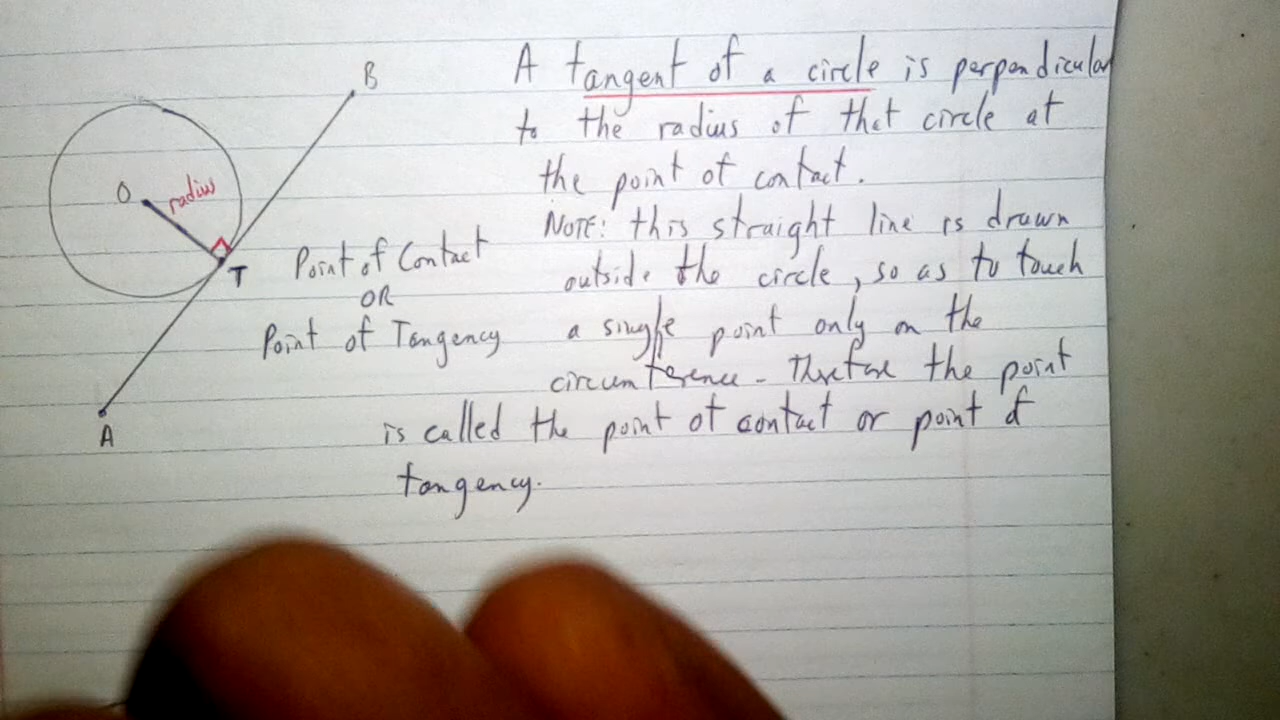 B
A tangent of a circle is perpendicular
to the radius of that circle at
the point of contact.
O
radius
NOTE: this straight line is drawn
T
Point of Contact
OR
Point of Tangency
outside the circle, so as to touch
a single point only on the
circumference - Therefore the point
A
is called the point of contact or point of
tangency.